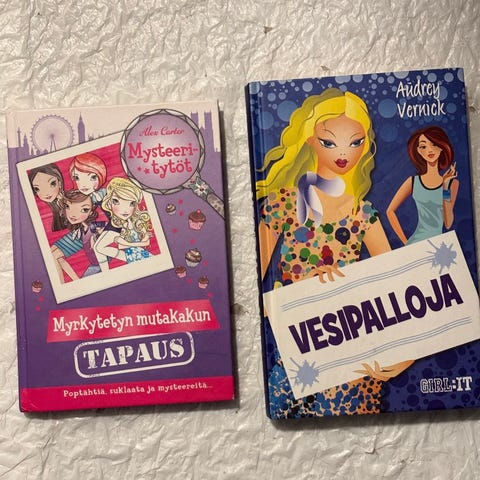 Alex Carter
Mysteeri-
tytöt
Myrkytetyn mutakakun
TAPAUS
Poptähtiä, suklaata ja mysteereitä...
Audrey
Vernick
VESIPALLOJA
GIRL:IT